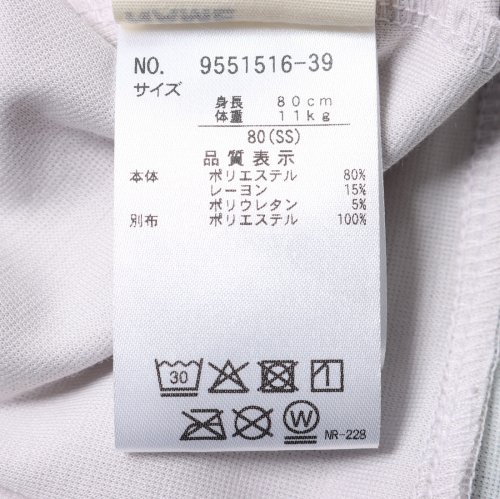 NO. 9551516-39
サイズ
身長 80cm
体重 11kg
80(SS)
品質表示
本体 ポリエステル 80%
レーヨン 15%
ポリウレタン 5%
別布 ポリエステル 100%
30
W
NR-228